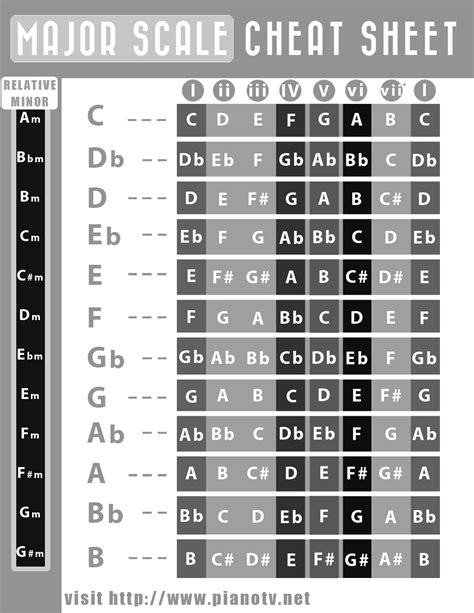 MAJOR SCALE CHEAT SHEET
RELATIVE
MINOR
I ii iii IV V vi vii° I
Am C --- C D E F G A B C
Bbm Db -- Db Eb F Gb Ab Bb C Db
Bm D --- D E F# G A B C# D
Cm Eb -- Eb F G Ab Bb C D Eb
C#m E --- E F# G# A B C# D# E
Dm F --- F G A Bb C D E F
Ebm Gb -- Gb Ab Bb Cb Db Eb F Gb
Em G --- G A B C D E F# G
Fm Ab -- Ab Bb C Db Eb F G Ab
F#m A --- A B C# D E F# G# A
Gm Bb -- Bb C D Eb F G A Bb
G#m B --- B C# D# E F# G# A# B
visit http://www.pianotv.net